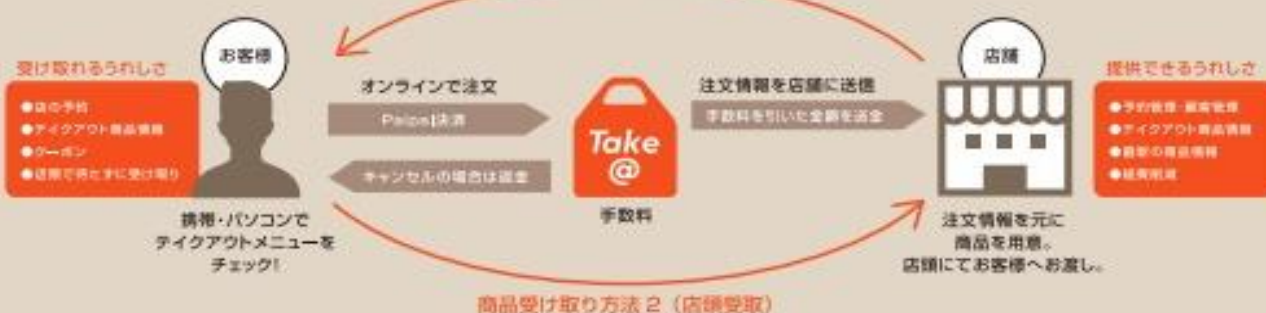 お客様
店舗
受け取れるうれしさ
●店の予約
●テイクアウト商品情報
●クーポン
●店頭で待たずに受け取り
オンラインで注文
Paypal決済
キャンセルの場合は返金
Take
@
手数料
注文情報を店舗に送信
手数料を引いた金額を送金
提供できるうれしさ
●予約管理・顧客管理
●テイクアウト商品情報
●最新の商品情報
●経費削減
携帯・パソコンで
テイクアウトメニューを
チェック!
注文情報を元に
商品を用意。
店頭にてお客様へお渡し。
商品受け取り方法2(店頭受取)